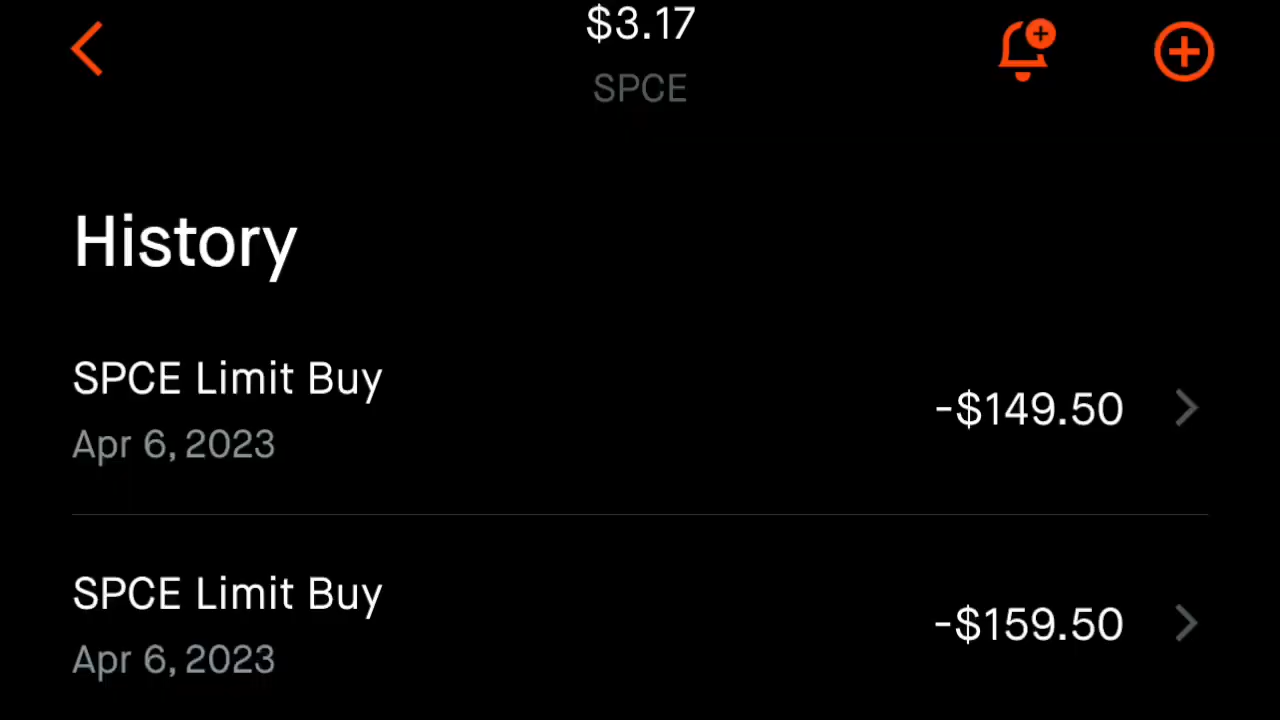 $3.17
SPCE
History
SPCE Limit Buy
Apr 6, 2023
-$149.50
SPCE Limit Buy
Apr 6, 2023
-$159.50